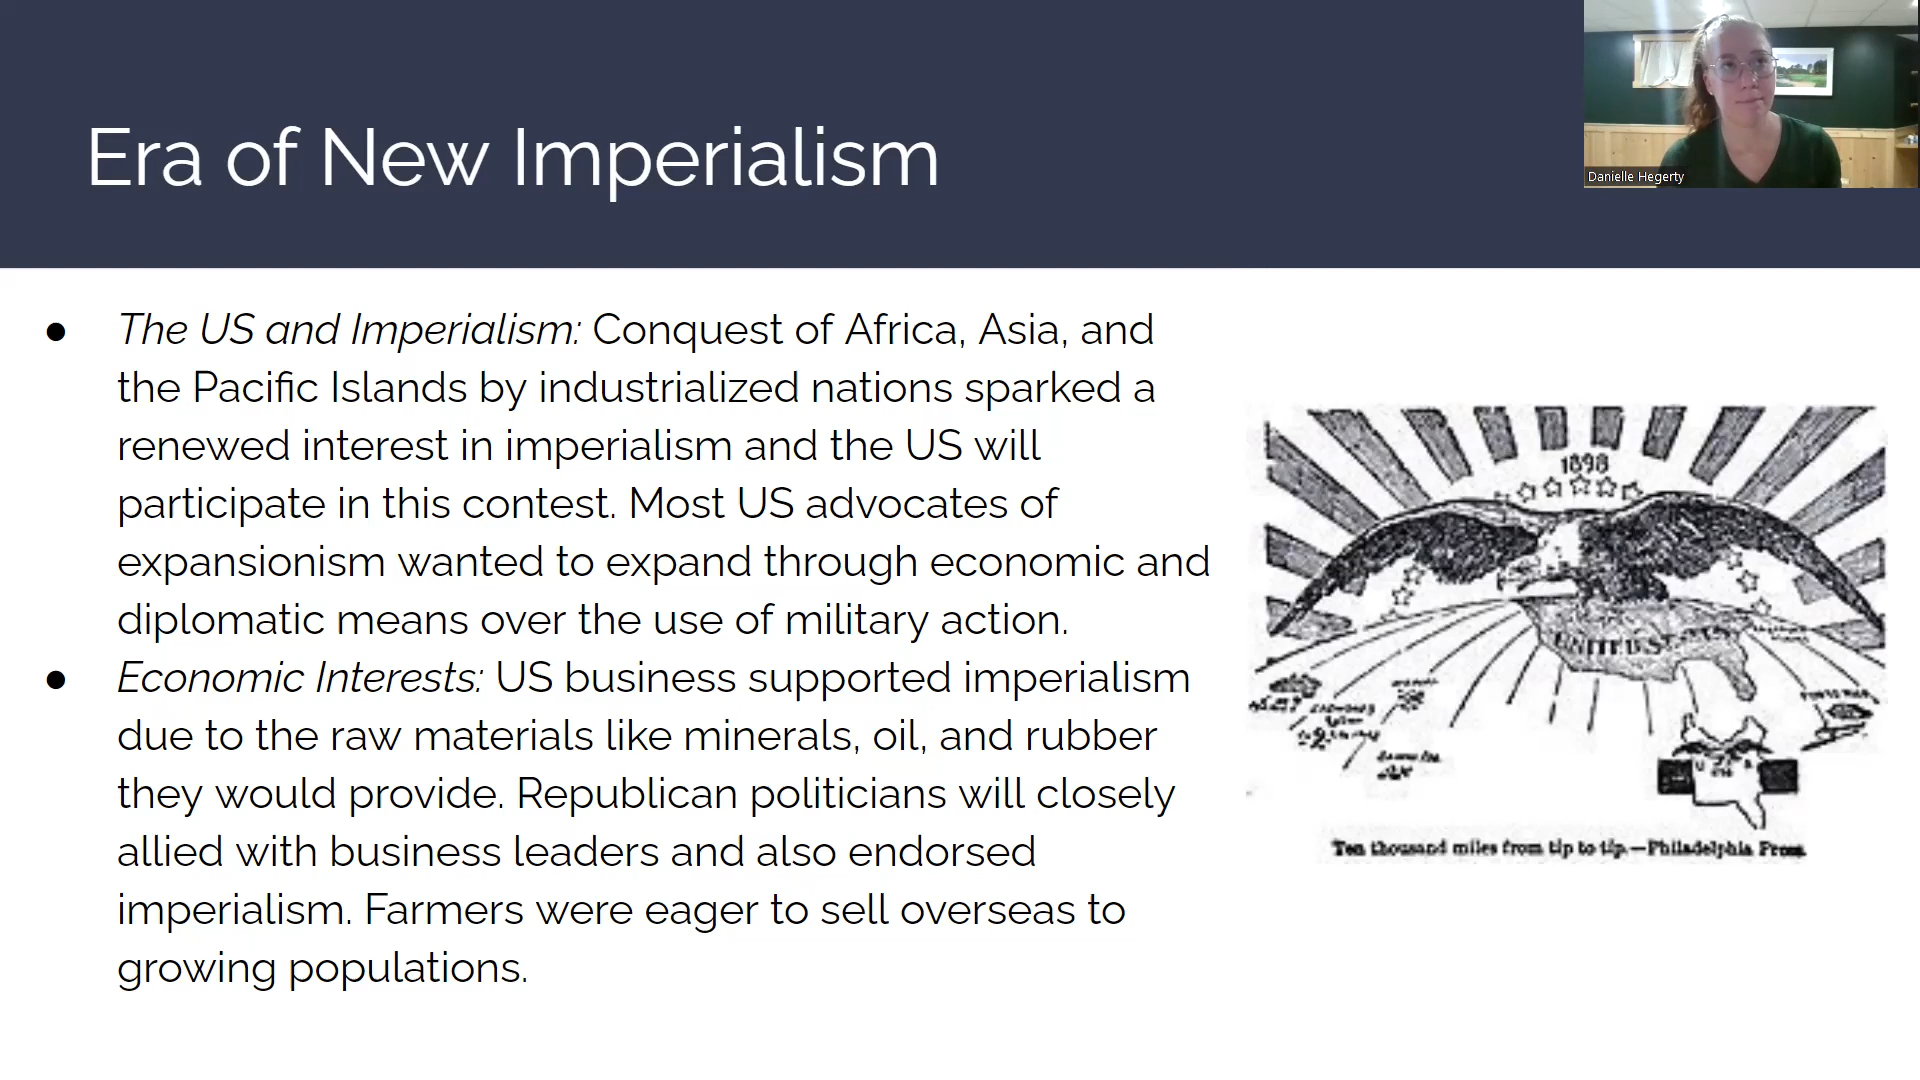 Era of New Imperialism
Danielle Hegerty
● The US and Imperialism: Conquest of Africa, Asia, and
the Pacific Islands by industrialized nations sparked a
renewed interest in imperialism and the US will
participate in this contest. Most US advocates of
expansionism wanted to expand through economic and
diplomatic means over the use of military action.
● Economic Interests: US business supported imperialism
due to the raw materials like minerals, oil, and rubber
they would provide. Republican politicians will closely
allied with business leaders and also endorsed
imperialism. Farmers were eager to sell overseas to
growing populations.
1898
UNITED STATES
Ten thousand miles from tip to tip.—Philadelphia Press.